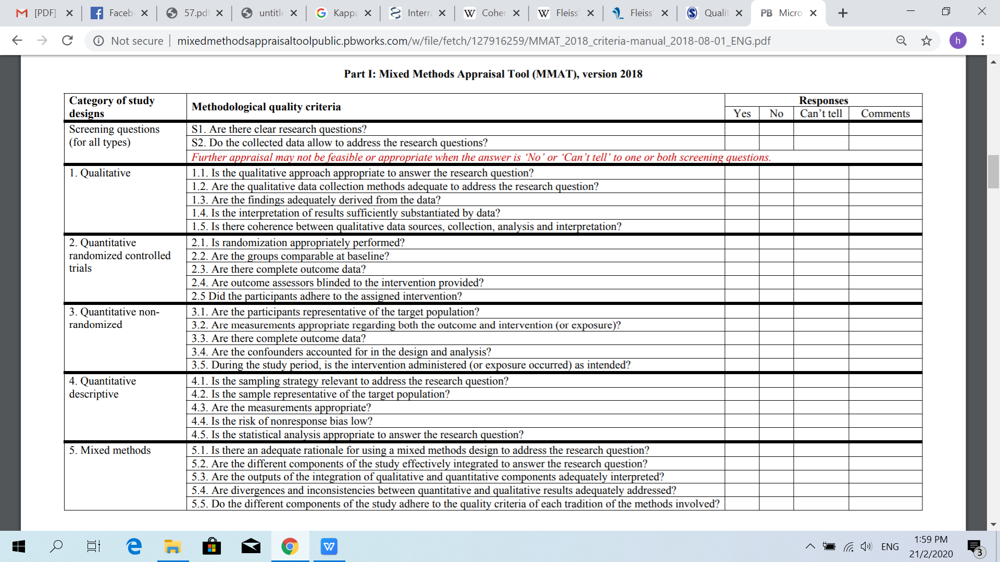 [PDF]
Faceb
57.pd
untitle
Kappa
Interra
Cohen
Fleiss'
Fleiss'
Qualit
PB Micro
Not secure mixedmethodsappraisaltoolpublic.pbworks.com/w/file/fetch/127916259/MMAT_2018_criteria-manual_2018-08-01_ENG.pdf
h
Part I: Mixed Methods Appraisal Tool (MMAT), version 2018
Category of study
designs
Methodological quality criteria
Responses
Yes No Can't tell Comments
Screening questions
(for all types)
S1. Are there clear research questions?
S2. Do the collected data allow to address the research questions?
Further appraisal may not be feasible or appropriate when the answer is ‘No’ or ‘Can’t tell’ to one or both screening questions.
1. Qualitative
1.1. Is the qualitative approach appropriate to answer the research question?
1.2. Are the qualitative data collection methods adequate to address the research question?
1.3. Are the findings adequately derived from the data?
1.4. Is the interpretation of results sufficiently substantiated by data?
1.5. Is there coherence between qualitative data sources, collection, analysis and interpretation?
2. Quantitative
randomized controlled
trials
2.1. Is randomization appropriately performed?
2.2. Are the groups comparable at baseline?
2.3. Are there complete outcome data?
2.4. Are outcome assessors blinded to the intervention provided?
2.5 Did the participants adhere to the assigned intervention?
3. Quantitative non-
randomized
3.1. Are the participants representative of the target population?
3.2. Are measurements appropriate regarding both the outcome and intervention (or exposure)?
3.3. Are there complete outcome data?
3.4. Are the confounders accounted for in the design and analysis?
3.5. During the study period, is the intervention administered (or exposure occurred) as intended?
4. Quantitative
descriptive
4.1. Is the sampling strategy relevant to address the research question?
4.2. Is the sample representative of the target population?
4.3. Are the measurements appropriate?
4.4. Is the risk of nonresponse bias low?
4.5. Is the statistical analysis appropriate to answer the research question?
5. Mixed methods
5.1. Is there an adequate rationale for using a mixed methods design to address the research question?
5.2. Are the different components of the study effectively integrated to answer the research question?
5.3. Are the outputs of the integration of qualitative and quantitative components adequately interpreted?
5.4. Are divergences and inconsistencies between quantitative and qualitative results adequately addressed?
5.5. Do the different components of the study adhere to the quality criteria of each tradition of the methods involved?
ENG
1:59 PM
21/2/2020
3